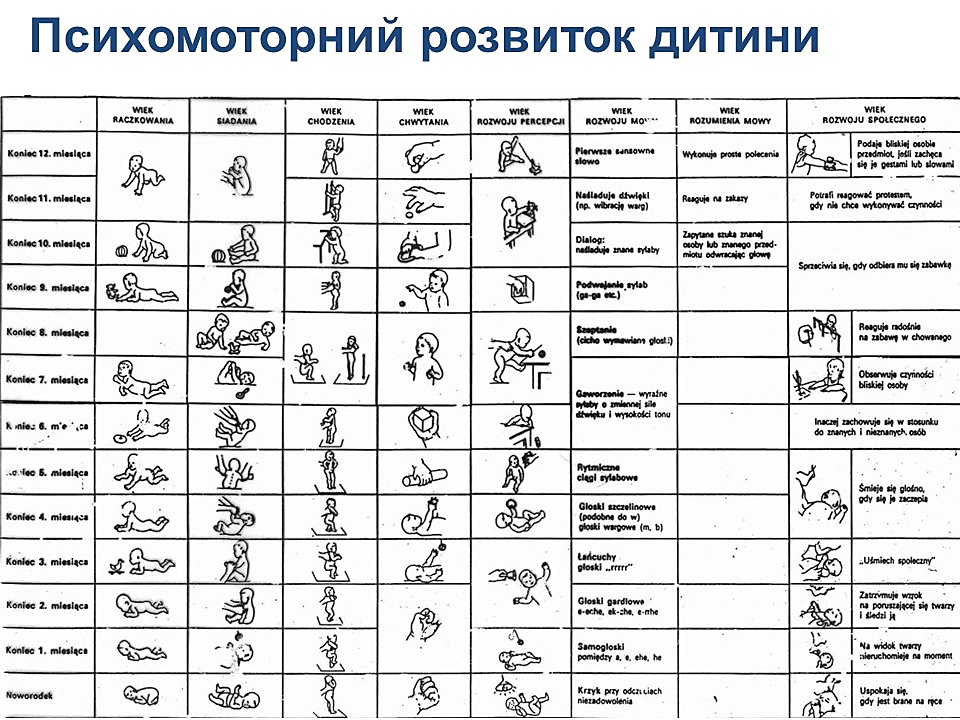 Психомоторний розвиток дитини
WIEK
RACZKOWANIA
WIEK
SIADANIA
WIEK
CHODZENIA
WIEK
CHWYTANIA
WIEK
ROZWOJU PERCEPCJI
WIEK
ROZWOJU
WIEK
ROZUMIENIA MOWY
WIEK
ROZWOJU SPOŁECZNEGO
Koniec 12. miesiąca
Pierwsze sensowne
słowo
Wykonuje proste polecenia
Podaje bliskiej osobie
przedmiot, jeśli zachęca
się je gestami lub słowami
Koniec 11. miesiąca
Naśladuje dźwięki
(np. wibrację warg)
Reaguje na zakazy
Potrafi reagować protestem,
gdy nie chce wykonywać czynności
Koniec 10. miesiąca
Dialog:
naśladuje znane sylaby
Zapytane szuka znanej
osoby lub znanego przed-
miotu odwracając głowę
Sprzeciwia się, gdy odbiera mu się zabawkę
Koniec 9. miesiąca
Podwajanie sylab
(ga-ga etc.)
Koniec 8. miesiąca
Szeptanie
(cicho wymawiane głoski)
Reaguje radośnie
na zabawę w chowanego
Koniec 7. miesiąca
Gaworzenie — wyraźne
sylaby o zmiennej sile
dźwięku i wysokości tonu
Obserwuje czynności
bliskiej osoby
6.
Inaczej zachowuje się w stosunku
do znanych i nieznanych osób
5. miesiąca
Rytmiczne
ciągi sylabowe
Śmieje się głośno,
gdy się je zaczepia
Koniec 4. miesiąca
Głoski szczelinowe
(podobne do w)
głoski wargowe (m, b)
Koniec 3. miesiąca
Łańcuchy
głoski „rrrrr"
„Uśmiech społeczny"
Koniec 2. miesiąca
Głoski gardłowe
e-eche, ek-che, e-rrhe
Zatrzymuje wzrok
na poruszającej się twarzy
i śledzi ją
Koniec 1. miesiąca
Samogłoski
pomiędzy a, e, ehe, he
Na widok twarzy
nieruchomieje na moment
Noworodek
Krzyk przy odczuciach
niezadowolenia
Uspokaja się,
gdy jest brane na ręce